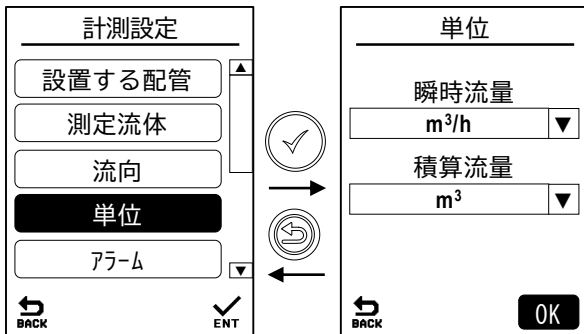 計測設定
設置する配管
測定流体
流向
単位
ｱﾗｰﾑ
BACK
ENT
単位
瞬時流量
m³/h
▼
積算流量
m³
▼
BACK
OK